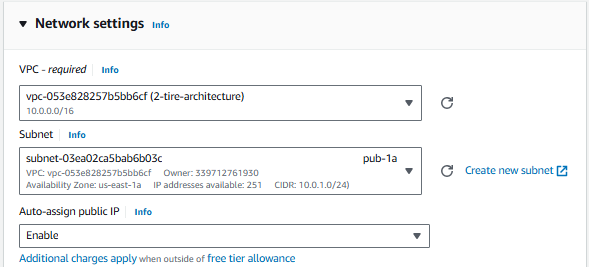 Network settings Info
VPC - required Info
vpc-053e828257b5bb6cf (2-tire-architecture)
10.0.0.0/16
Subnet Info
subnet-03ea02ca5bab6b03c pub-1a
VPC: vpc-053e828257b5bb6cf Owner: 339712761930
Availability Zone: us-east-1a IP addresses available: 251 CIDR: 10.0.1.0/24)
Create new subnet
Auto-assign public IP Info
Enable
Additional charges apply when outside of free tier allowance